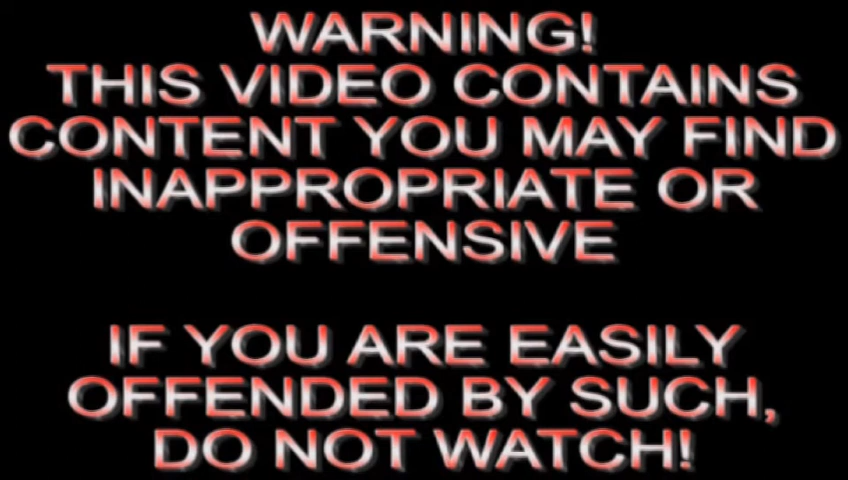 WARNING!
THIS VIDEO CONTAINS
CONTENT YOU MAY FIND
INAPPROPRIATE OR
OFFENSIVE
IF YOU ARE EASILY
OFFENDED BY SUCH,
DO NOT WATCH!